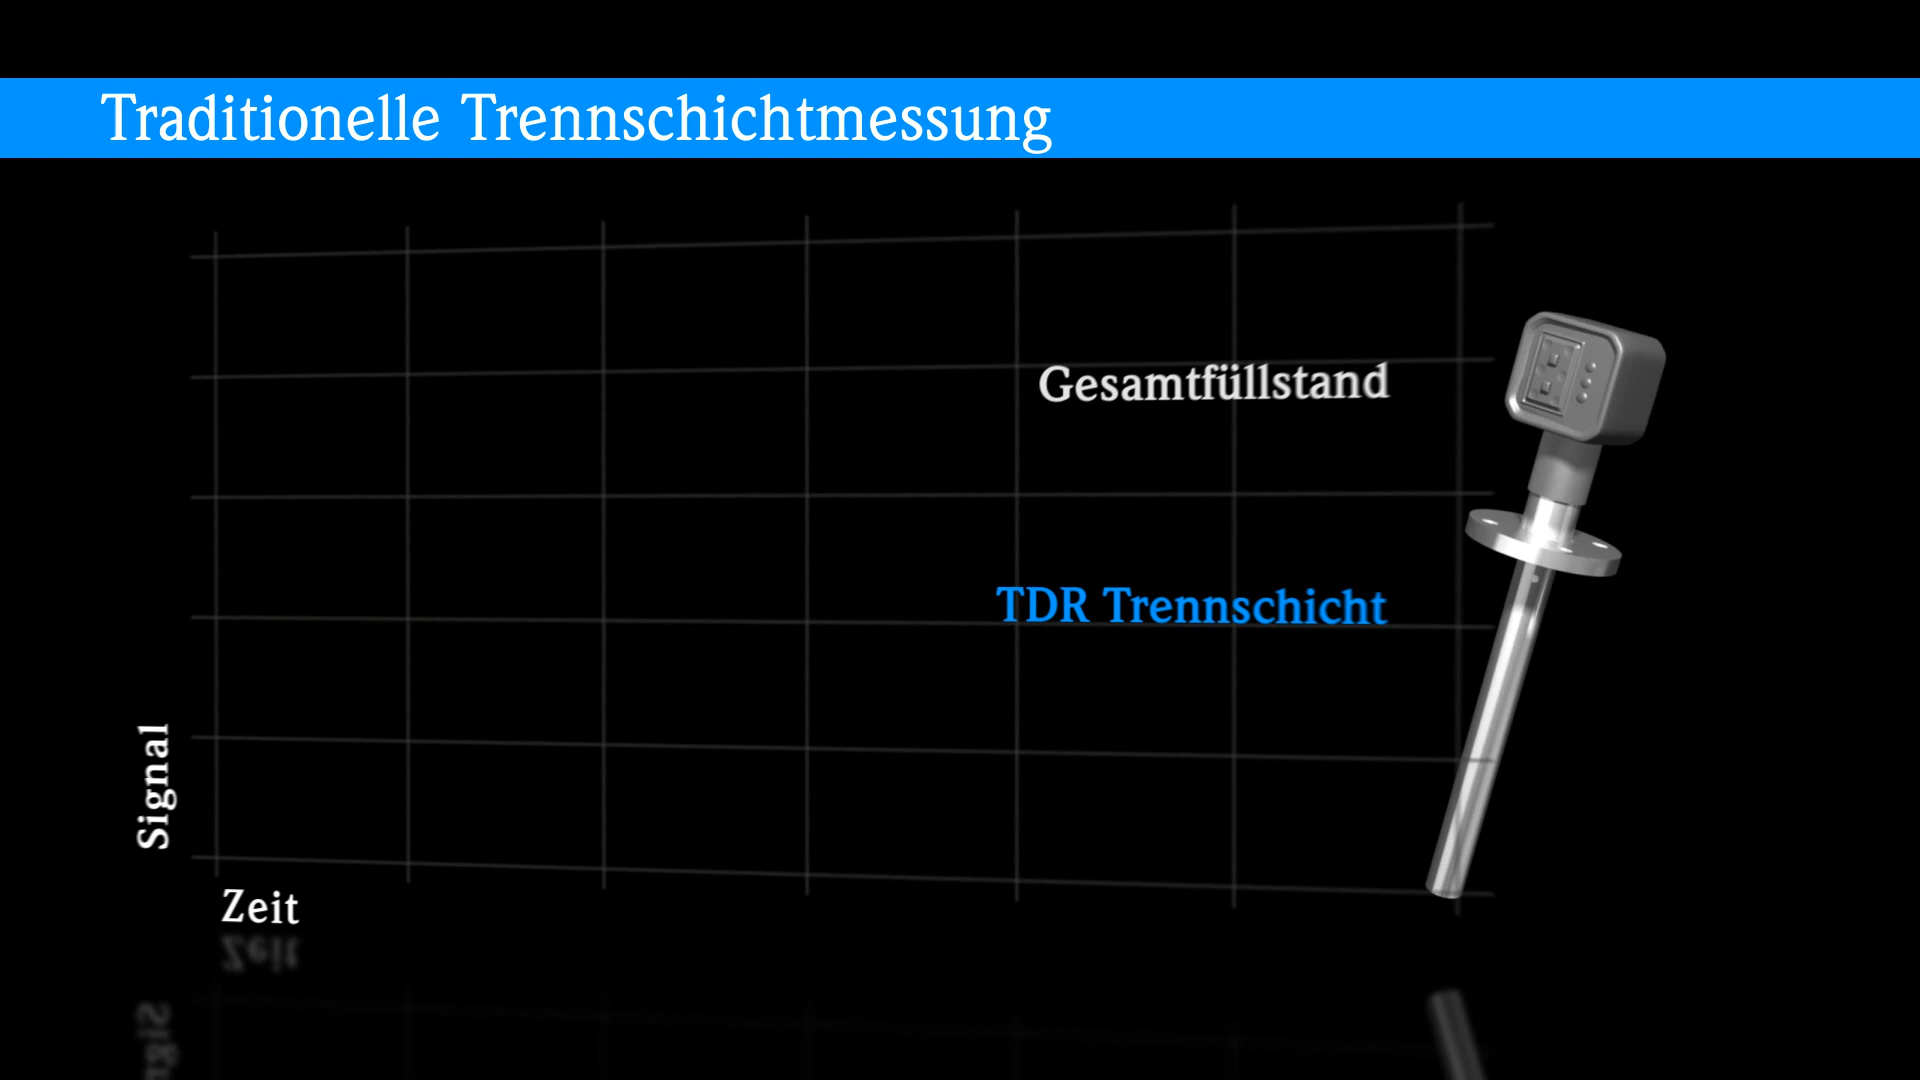 Traditionelle Trennschichtmessung
Gesamtfüllstand
TDR Trennschicht
Signal
Zeit